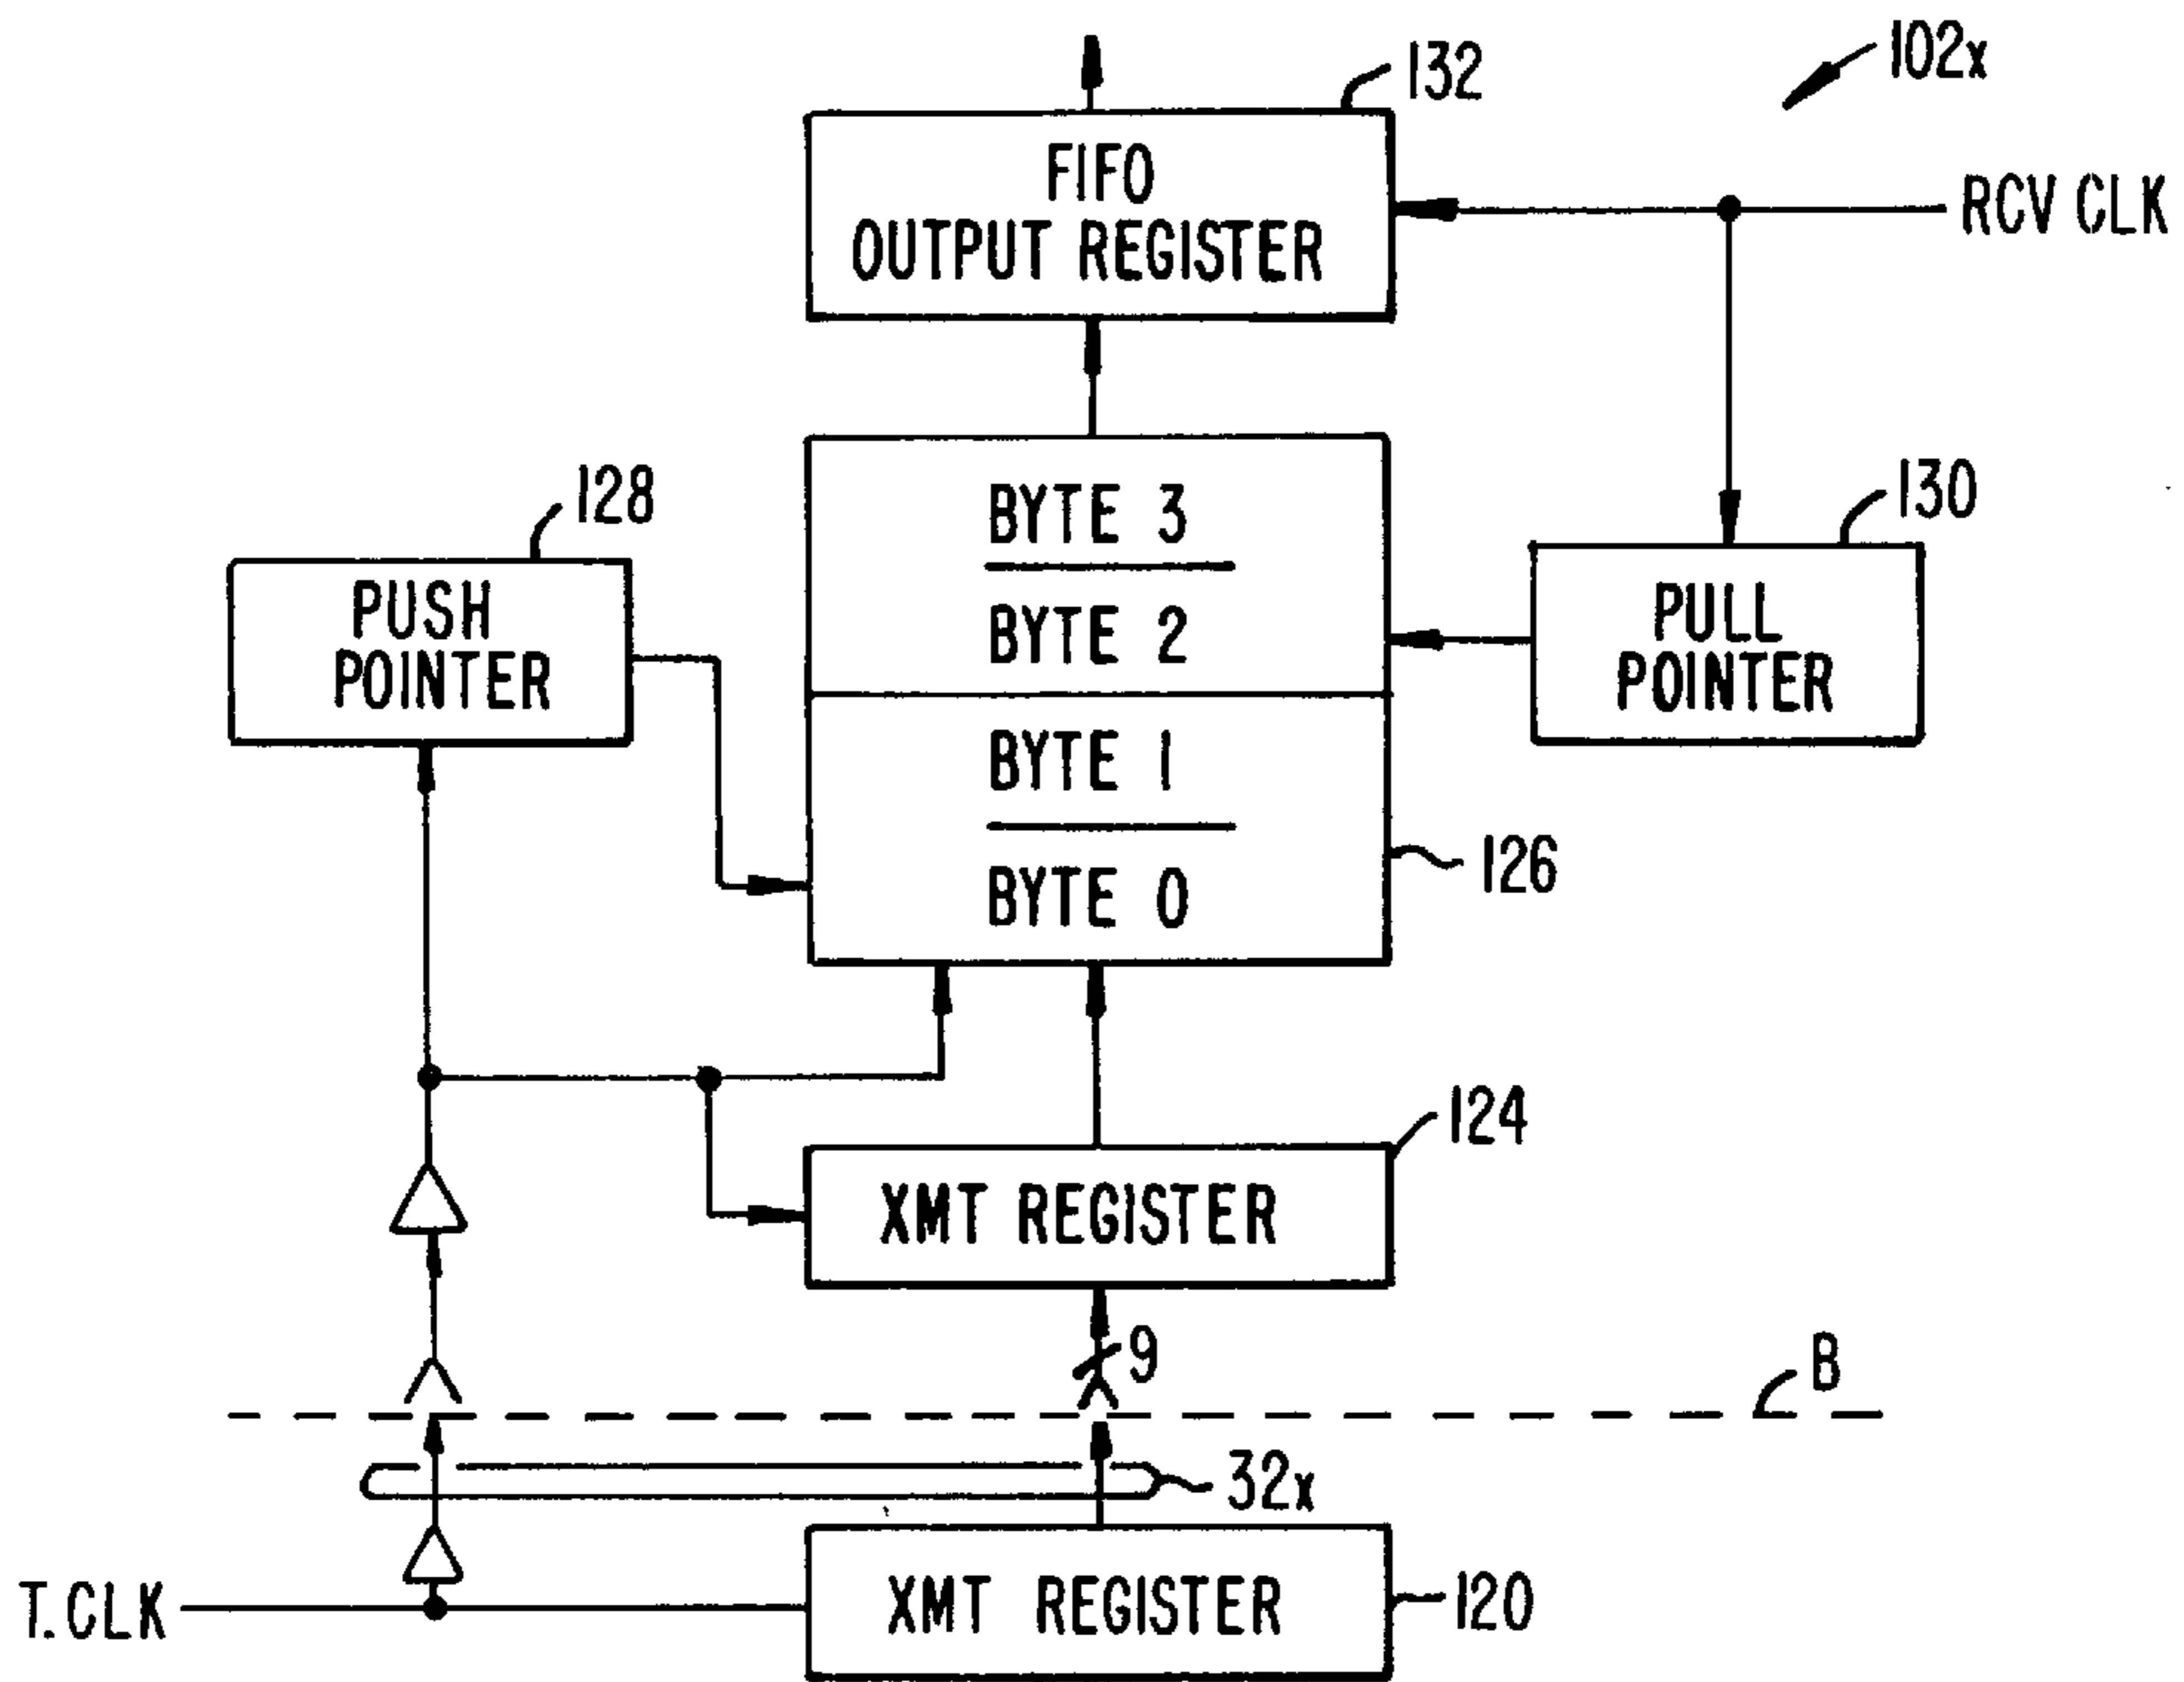 132
102x
FIFO
OUTPUT REGISTER
RCV CLK
128
BYTE 3
130
PUSH
POINTER
BYTE 2
PULL
POINTER
BYTE 1
126
BYTE 0
124
XMT REGISTER
9
B
32x
T.CLK
XMT REGISTER
120